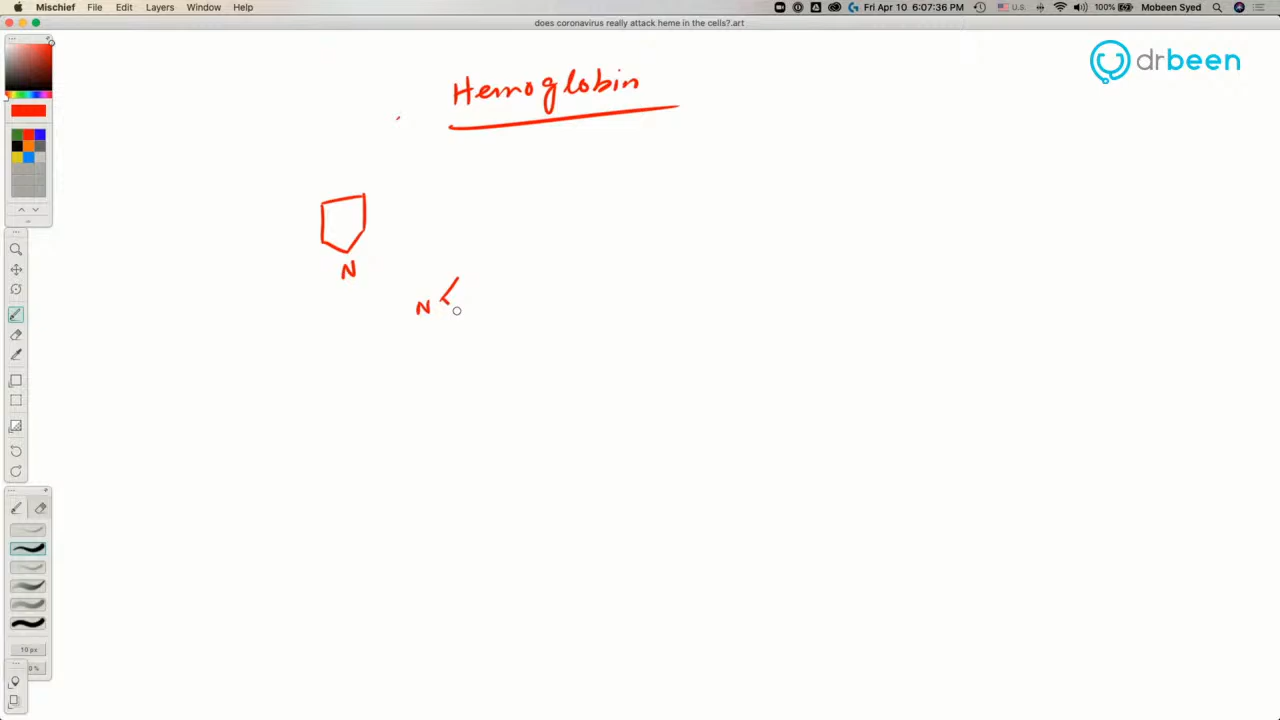 Mischief File Edit Layers Window Help
100% Fri Apr 10 6:07:36 PM U.S. Mobeen Syed
does coronavirus really attack heme in the cells?.art
drbeen
Hemoglobin
N
N
10 px
0%